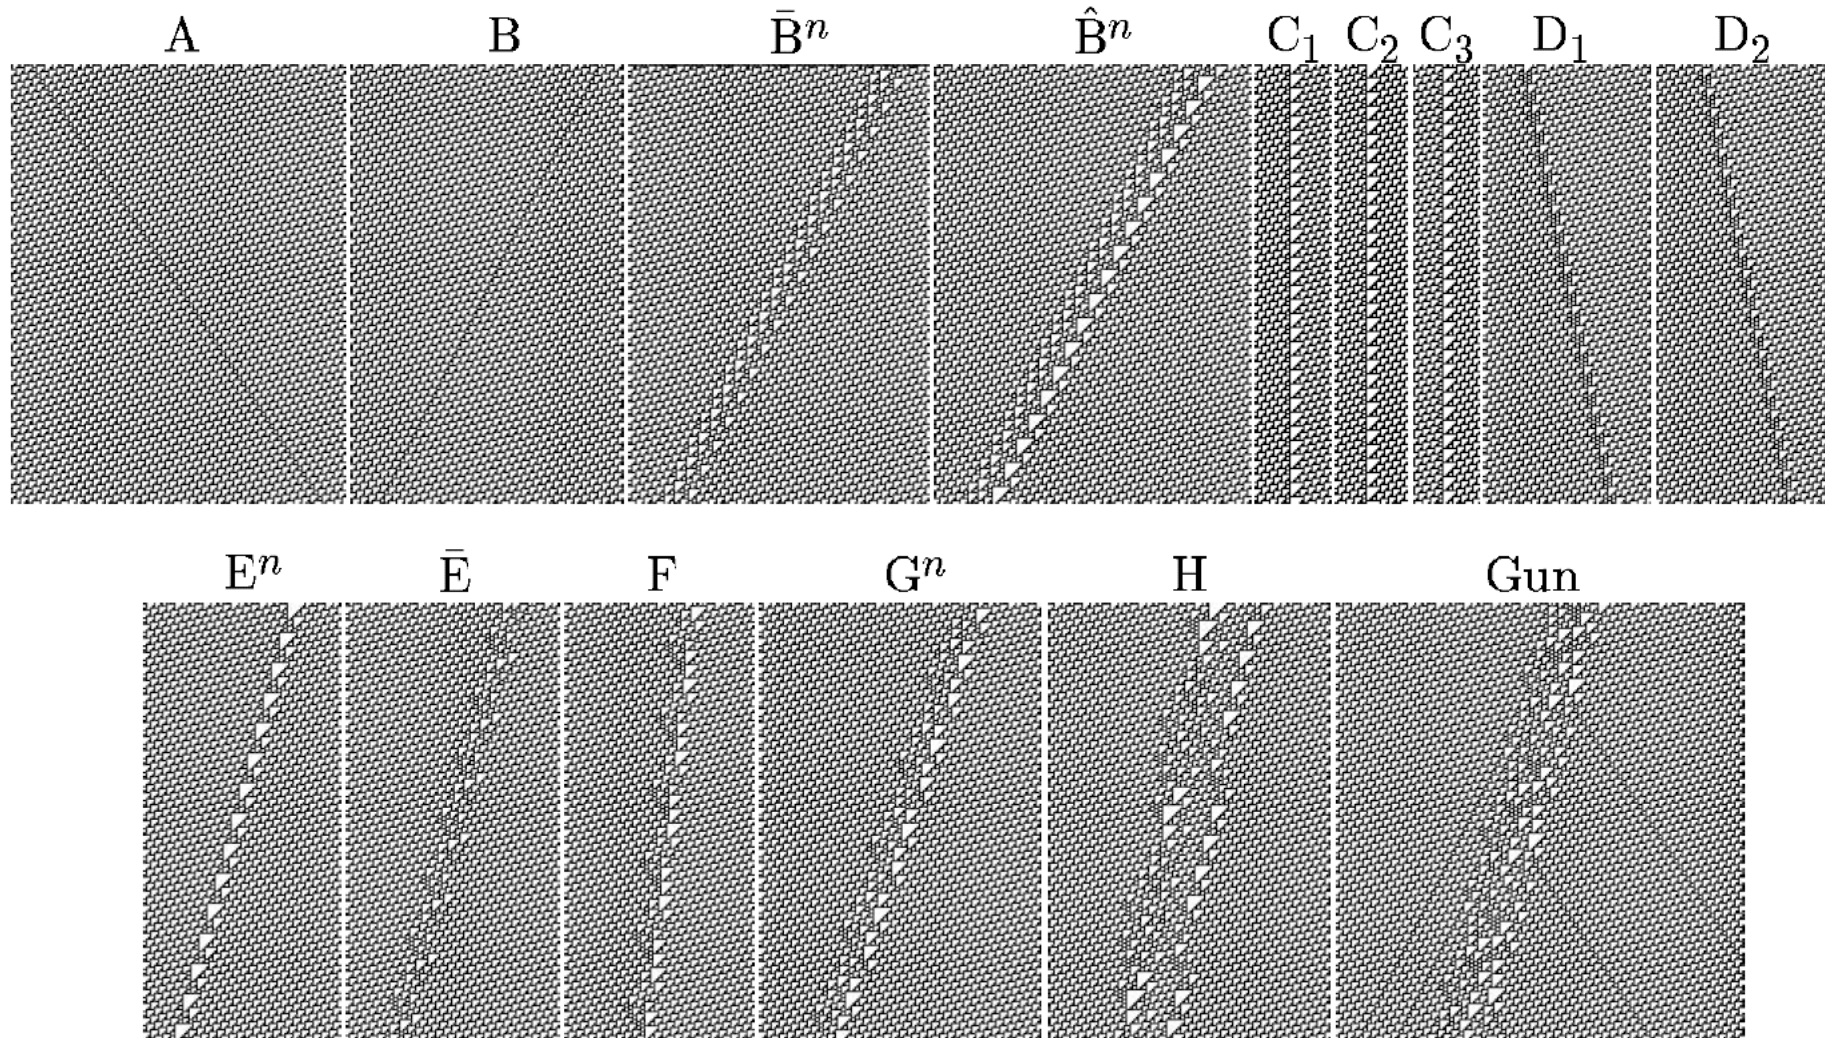 A B B̄ⁿ B̂ⁿ C₁ C₂ C₃ D₁ D₂
Eⁿ Ē F Gⁿ H Gun